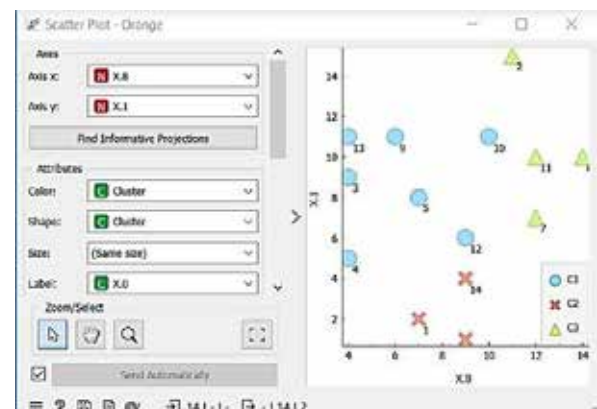 Scatter Plot - Orange
Axes
Axis x: N X.8
Axis y: N X.1
Find Informative Projections
Attributes
Color: C Cluster
Shape: C Cluster
Size: (Same size)
Label: C X.0
Zoom/Select
Send Automatically
14
12
10
8
6
4
2
4 6 8 10 12 14
X.8
2
13
9
10
11
3
5
7
12
4
14
1
C1
C2
C3